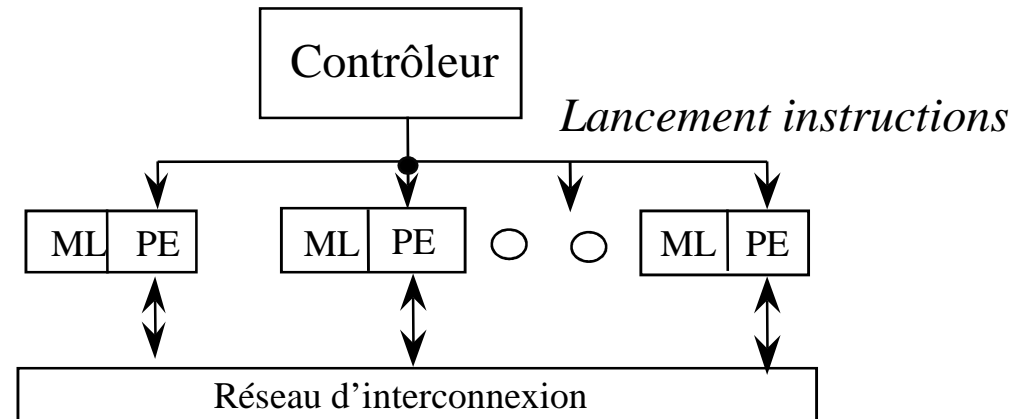 Contrôleur
Lancement instructions
ML PE ML PE ML PE
Réseau d’interconnexion